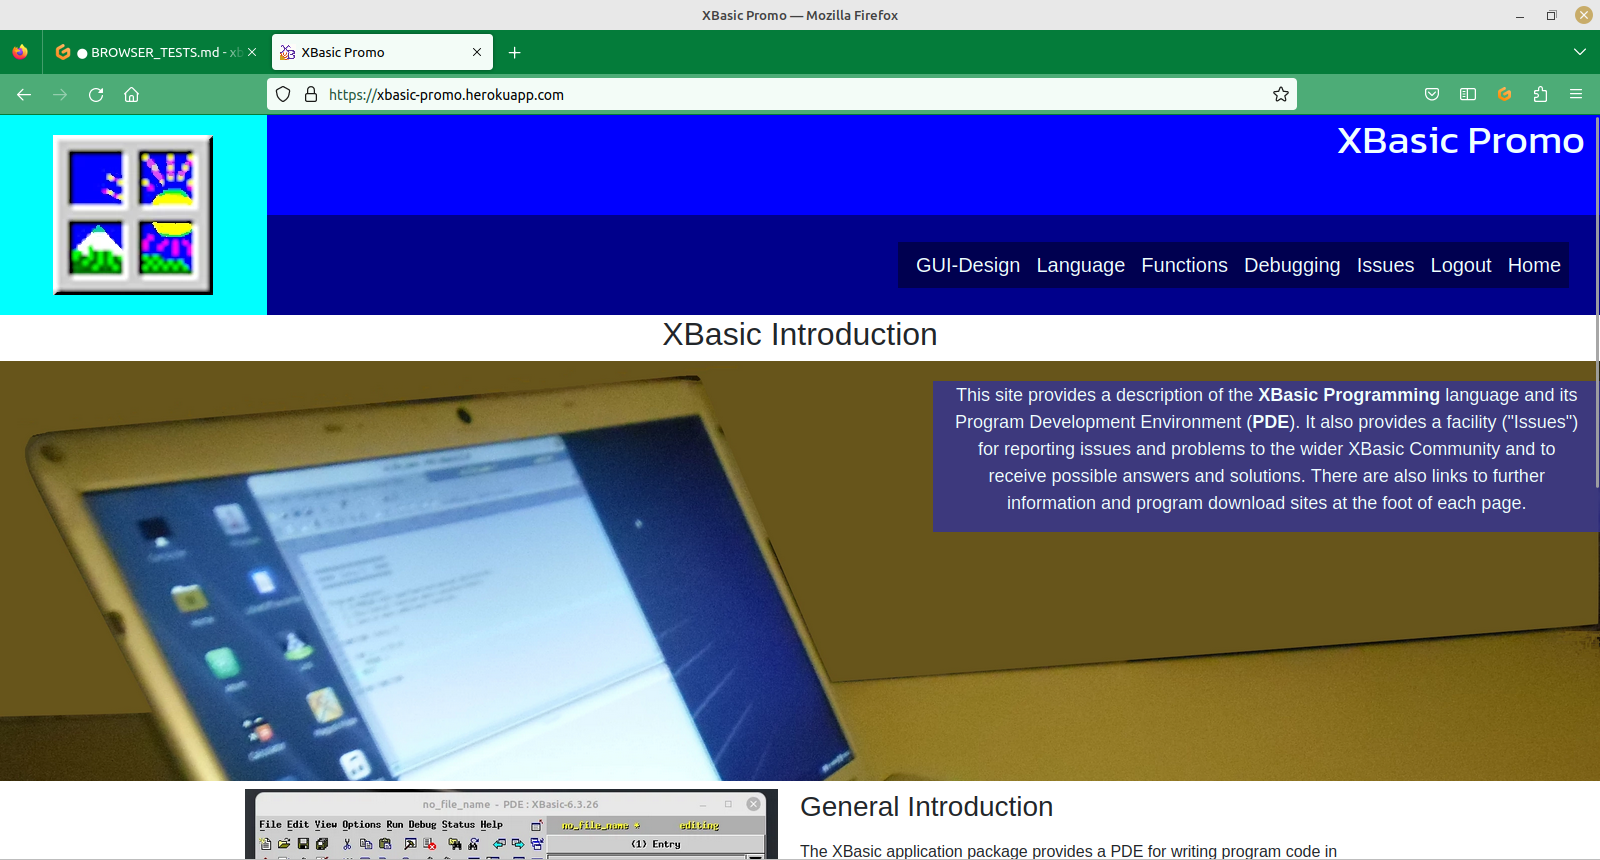 XBasic Promo — Mozilla Firefox
BROWSER_TESTS.md - xb
XBasic Promo
https://xbasic-promo.herokuapp.com
XBasic Promo
GUI-Design Language Functions Debugging Issues Logout Home
XBasic Introduction
This site provides a description of the XBasic Programming language and its
Program Development Environment (PDE). It also provides a facility ("Issues")
for reporting issues and problems to the wider XBasic Community and to
receive possible answers and solutions. There are also links to further
information and program download sites at the foot of each page.
no_file_name - PDE : XBasic-6.3.26
File Edit View Options Run Debug Status Help
no_file_name * editing
(1) Entry
General Introduction
The XBasic application package provides a PDE for writing program code in